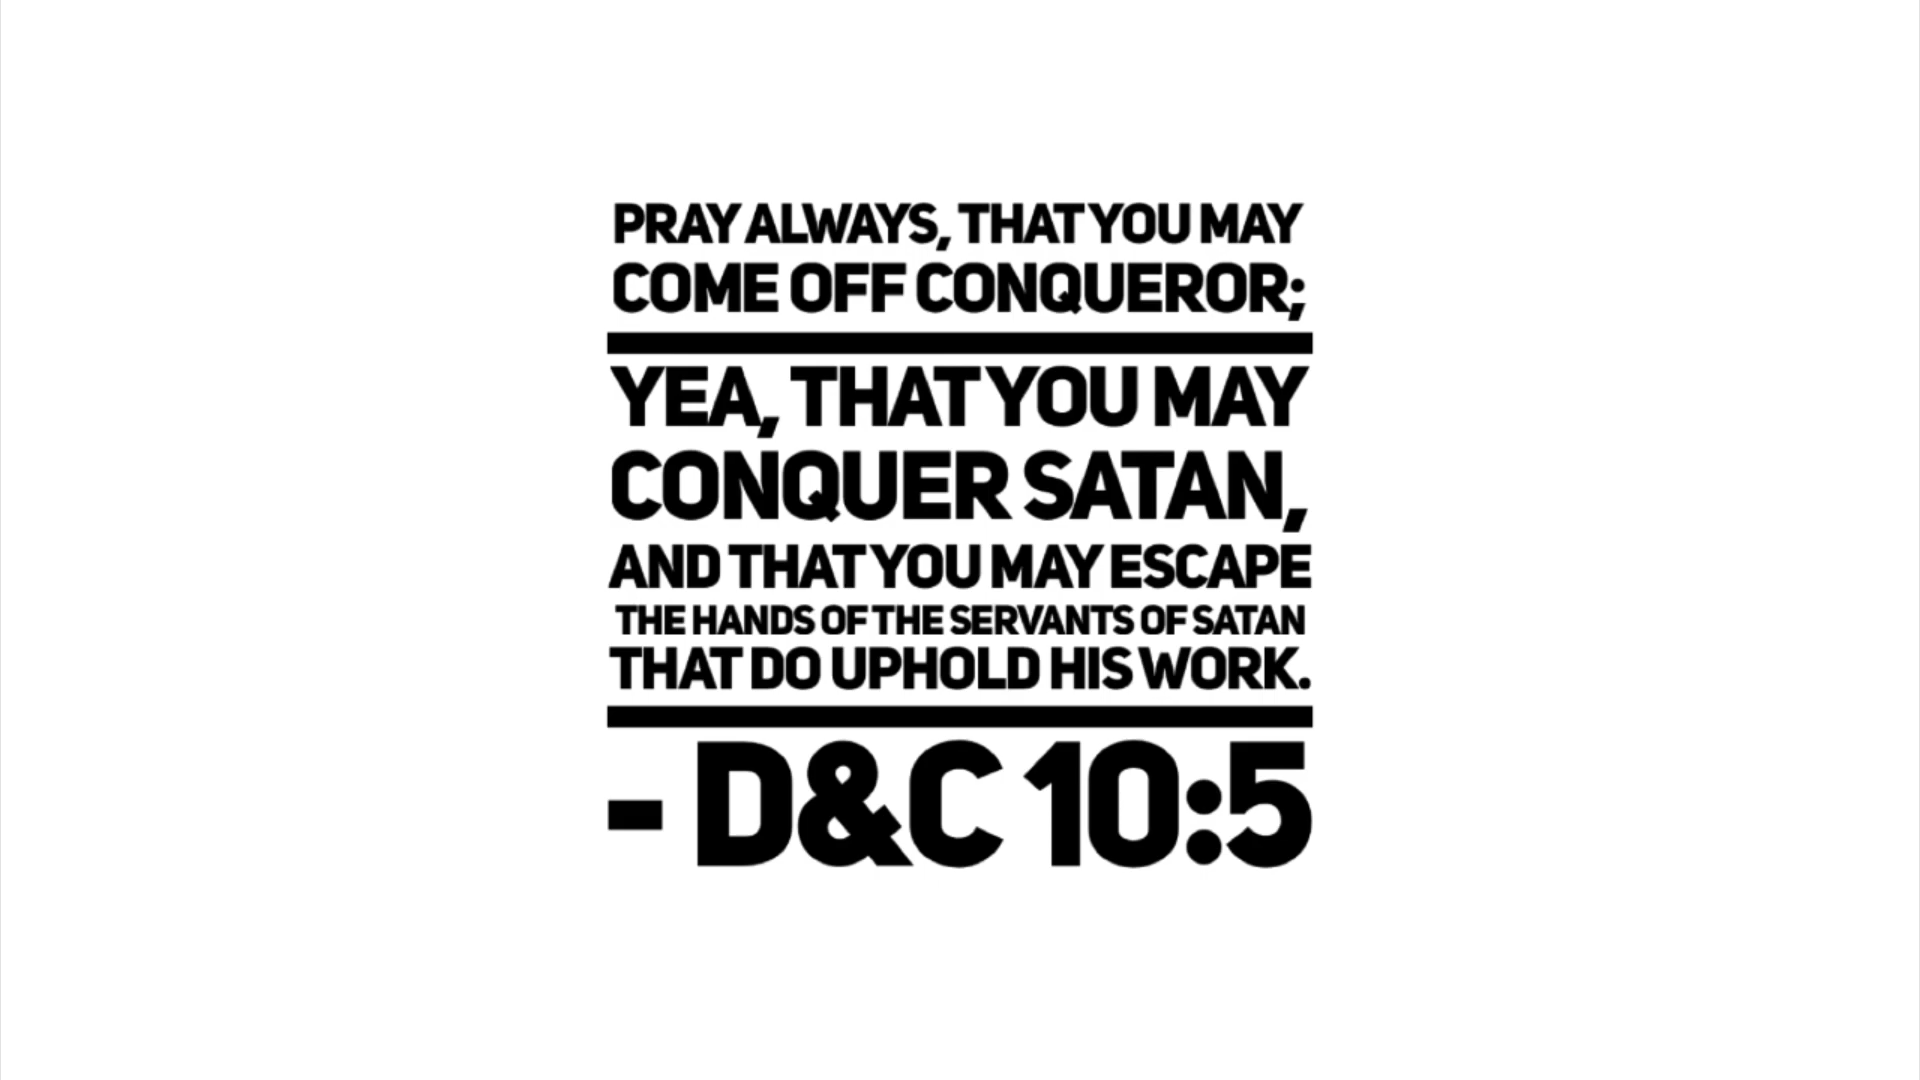 PRAY ALWAYS, THAT YOU MAY
COME OFF CONQUEROR;
YEA, THAT YOU MAY
CONQUER SATAN,
AND THAT YOU MAY ESCAPE
THE HANDS OF THE SERVANTS OF SATAN
THAT DO UPHOLD HIS WORK.
- D&C 10:5